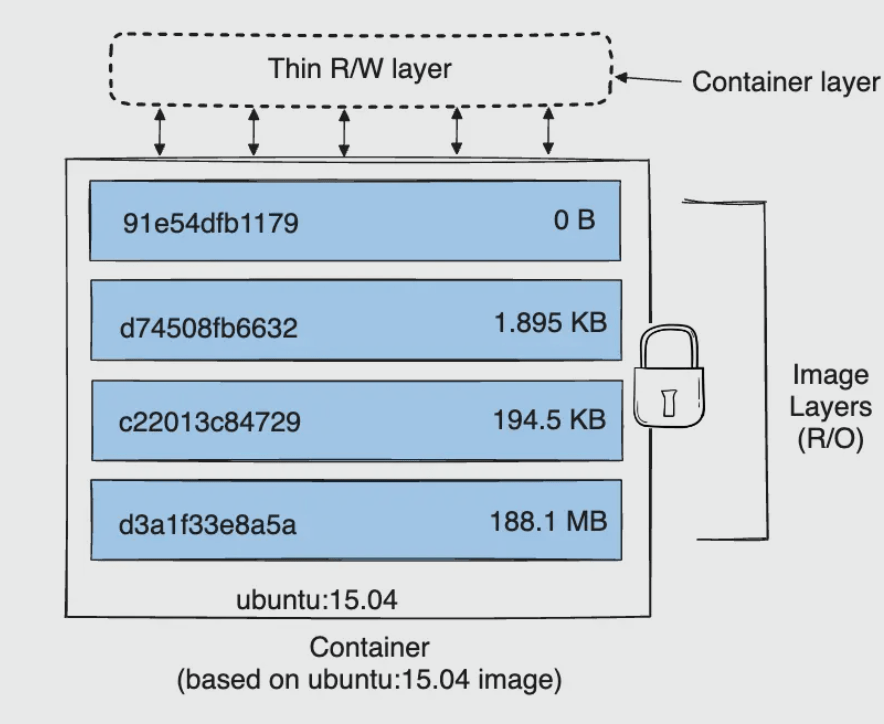 Thin R/W layer
Container layer
91e54dfb1179 0 B
d74508fb6632 1.895 KB
c22013c84729 194.5 KB
d3a1f33e8a5a 188.1 MB
Image
Layers
(R/O)
ubuntu:15.04
Container
(based on ubuntu:15.04 image)